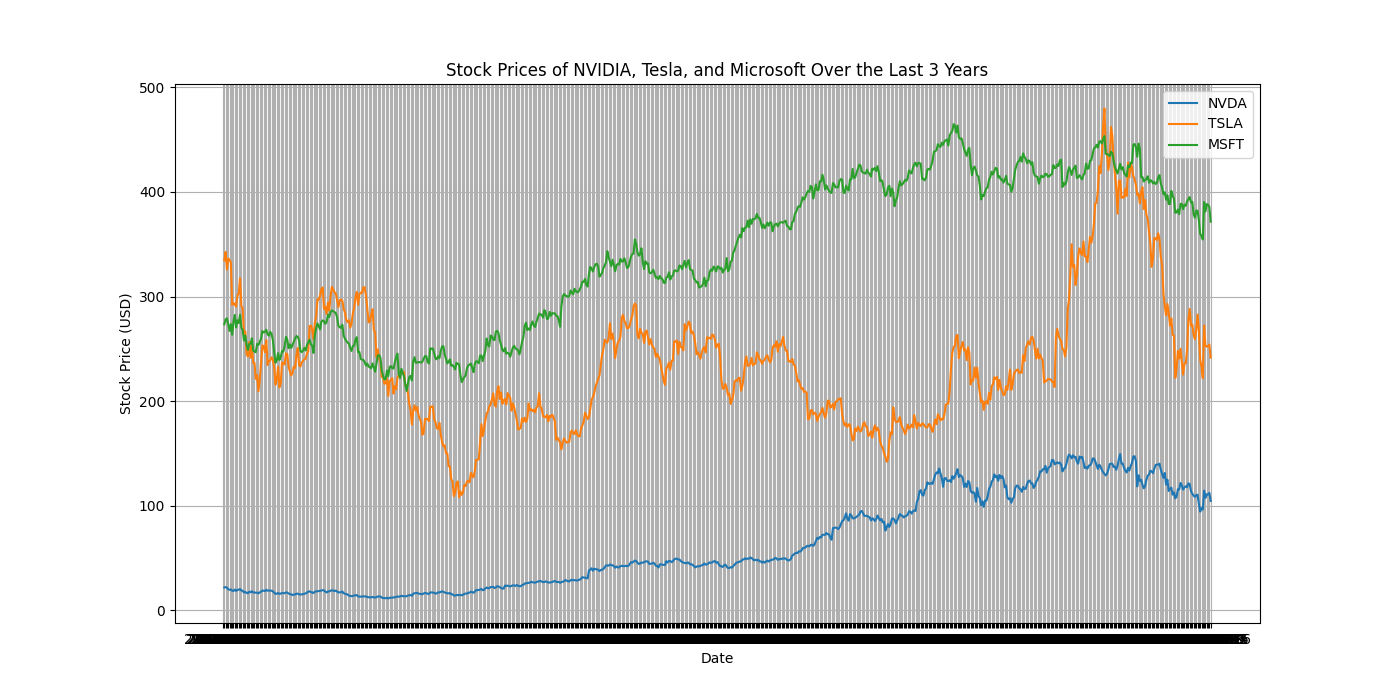 Stock Prices of NVIDIA, Tesla, and Microsoft Over the Last 3 Years
500
NVDA
TSLA
MSFT
400
300
200
100
0
Stock Price (USD)
Date